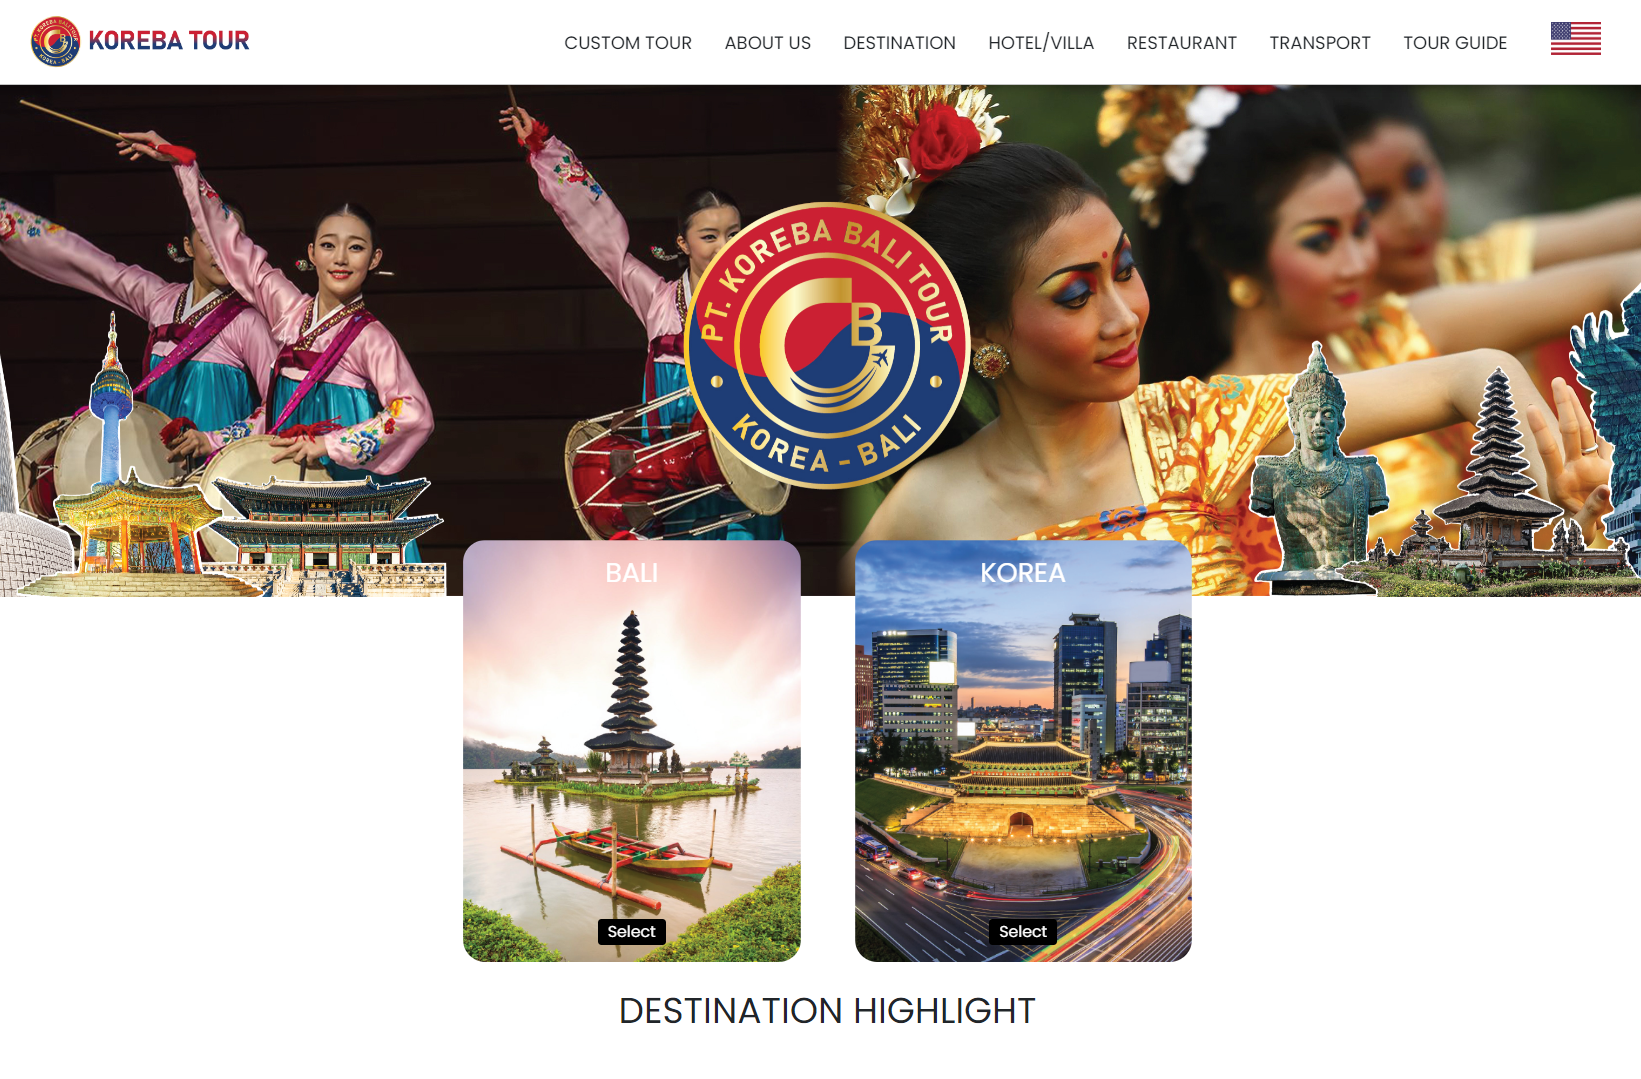 KOREBA TOUR
CUSTOM TOUR
ABOUT US
DESTINATION
HOTEL/VILLA
RESTAURANT
TRANSPORT
TOUR GUIDE
PT. KOREBA BALI TOUR
B
KOREA - BALI
BALI
KOREA
Select
Select
DESTINATION HIGHLIGHT